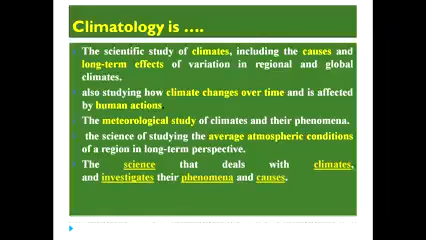 Climatology is ….
The scientific study of climates, including the causes and
long-term effects of variation in regional and global
climates.
also studying how climate changes over time and is affected
by human actions.
The meteorological study of climates and their phenomena.
the science of studying the average atmospheric conditions
of a region in long-term perspective.
The science that deals with climates,
and investigates their phenomena and causes.